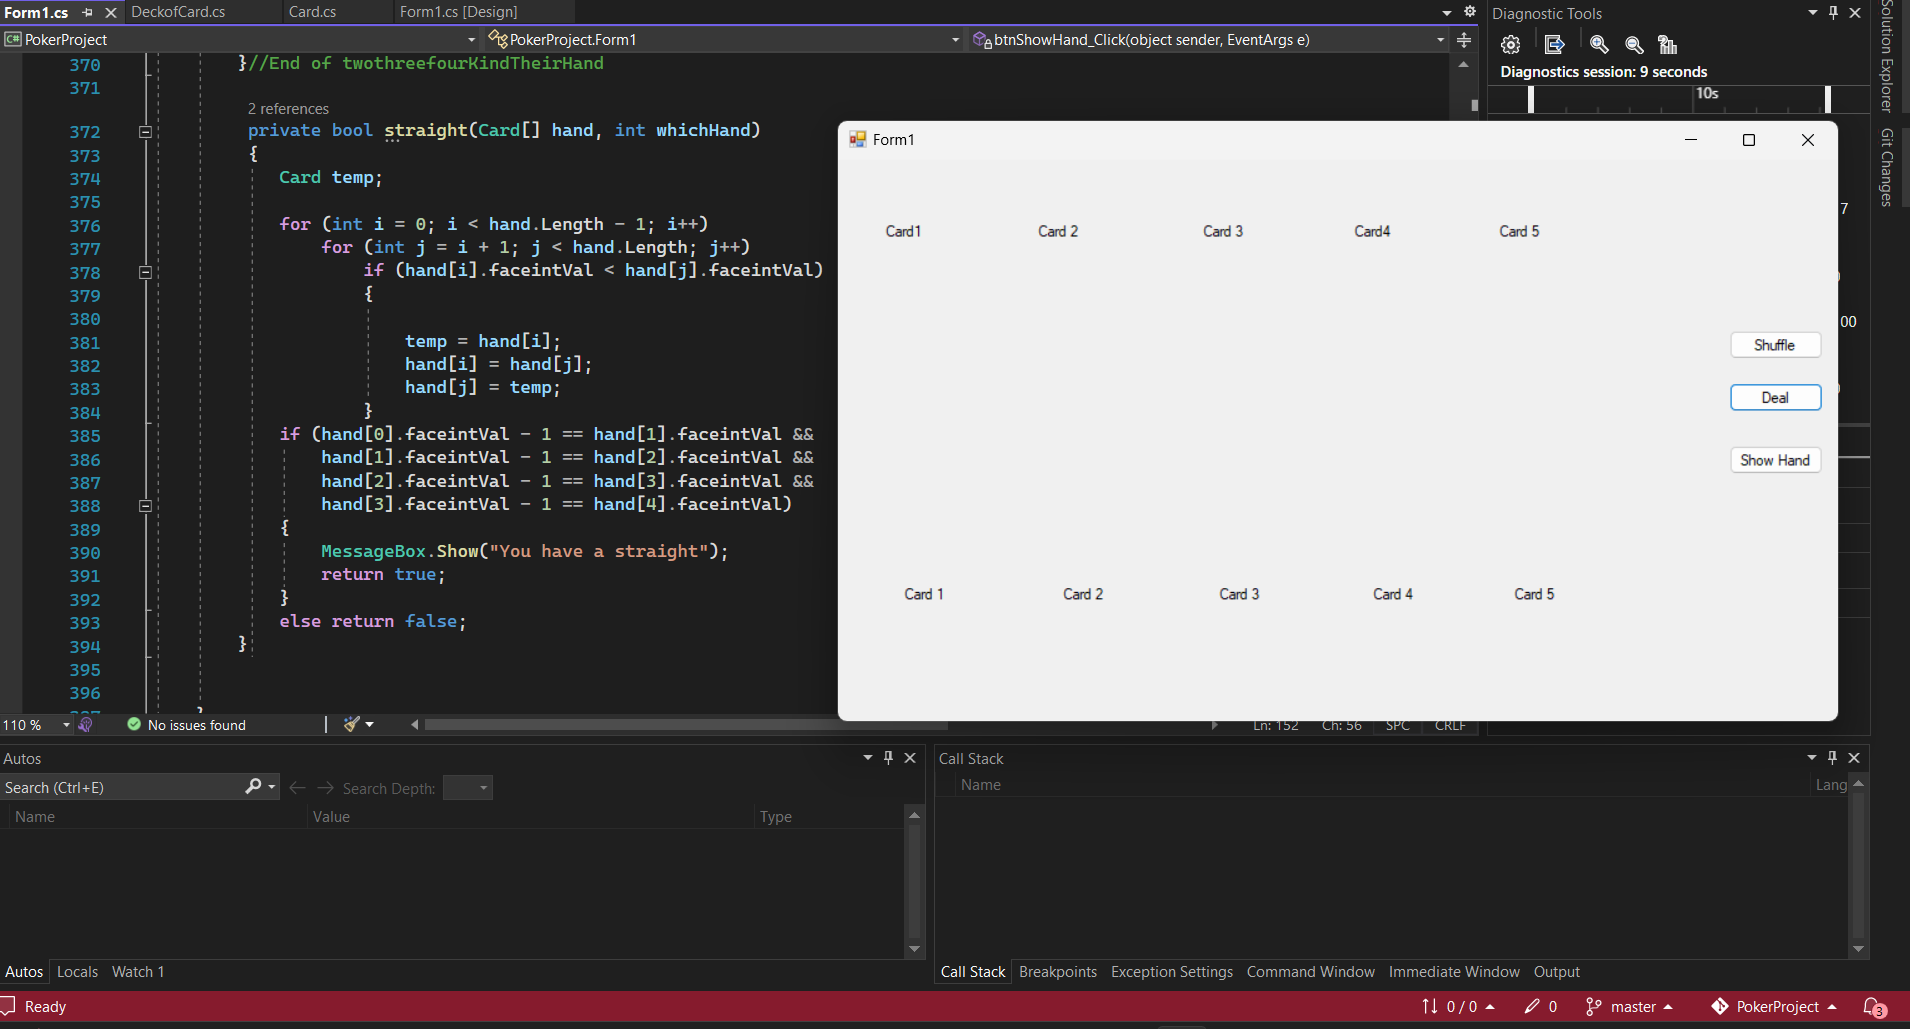 Form1.cs
DeckofCard.cs
Card.cs
Form1.cs [Design]
PokerProject
PokerProject.Form1
btnShowHand_Click(object sender, EventArgs e)
370 }//End of twothreefourKindTheirHand
371
2 references
372 private bool straight(Card[] hand, int whichHand)
373 {
374 Card temp;
375
376 for (int i = 0; i < hand.Length - 1; i++)
377 for (int j = i + 1; j < hand.Length; j++)
378 if (hand[i].faceintVal < hand[j].faceintVal)
379 {
380
381 temp = hand[i];
382 hand[i] = hand[j];
383 hand[j] = temp;
384 }
385 if (hand[0].faceintVal - 1 == hand[1].faceintVal &&
386 hand[1].faceintVal - 1 == hand[2].faceintVal &&
387 hand[2].faceintVal - 1 == hand[3].faceintVal &&
388 hand[3].faceintVal - 1 == hand[4].faceintVal)
389 {
390 MessageBox.Show("You have a straight");
391 return true;
392 }
393 else return false;
394 }
395
396
110 %
No issues found
Ln: 152 Ch: 56 SPC CRLF
Form1
Card1 Card 2 Card 3 Card4 Card 5
Shuffle
Deal
Show Hand
Card 1 Card 2 Card 3 Card 4 Card 5
Diagnostic Tools
Diagnostics session: 9 seconds
10s
7
00
Solution Explorer
Git Changes
Autos
Search (Ctrl+E)
Search Depth:
Name Value Type
Autos Locals Watch 1
Call Stack
Name Lang
Call Stack Breakpoints Exception Settings Command Window Immediate Window Output
Ready
0 / 0
0
master
PokerProject
3